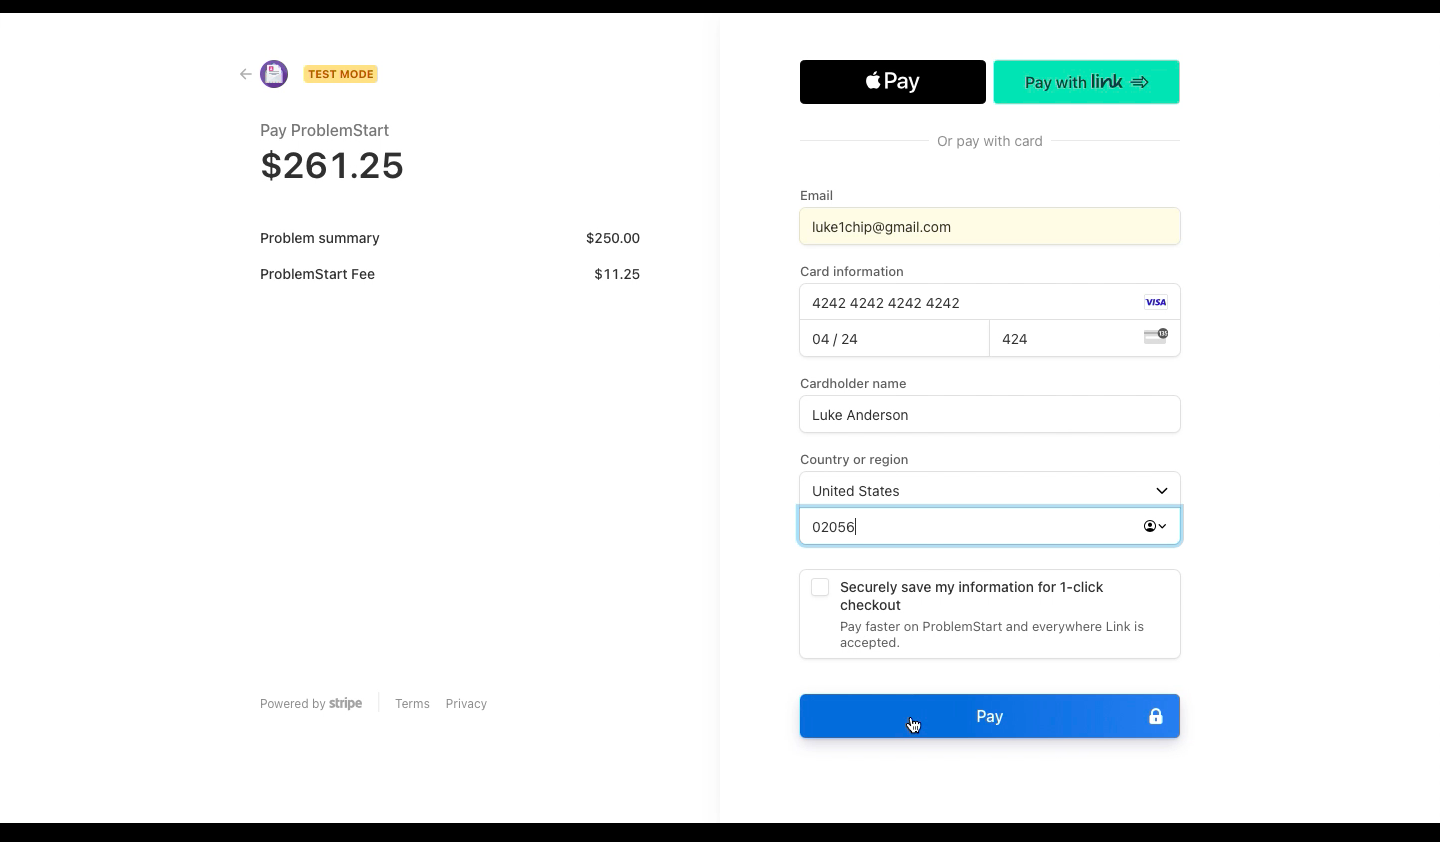 TEST MODE
Pay ProblemStart
$261.25
Problem summary $250.00
ProblemStart Fee $11.25
Powered by stripe Terms Privacy
Pay
Pay with link
Or pay with card
Email
luke1chip@gmail.com
Card information
4242 4242 4242 4242 VISA
04 / 24 424
Cardholder name
Luke Anderson
Country or region
United States
02056
Securely save my information for 1-click
checkout
Pay faster on ProblemStart and everywhere Link is
accepted.
Pay